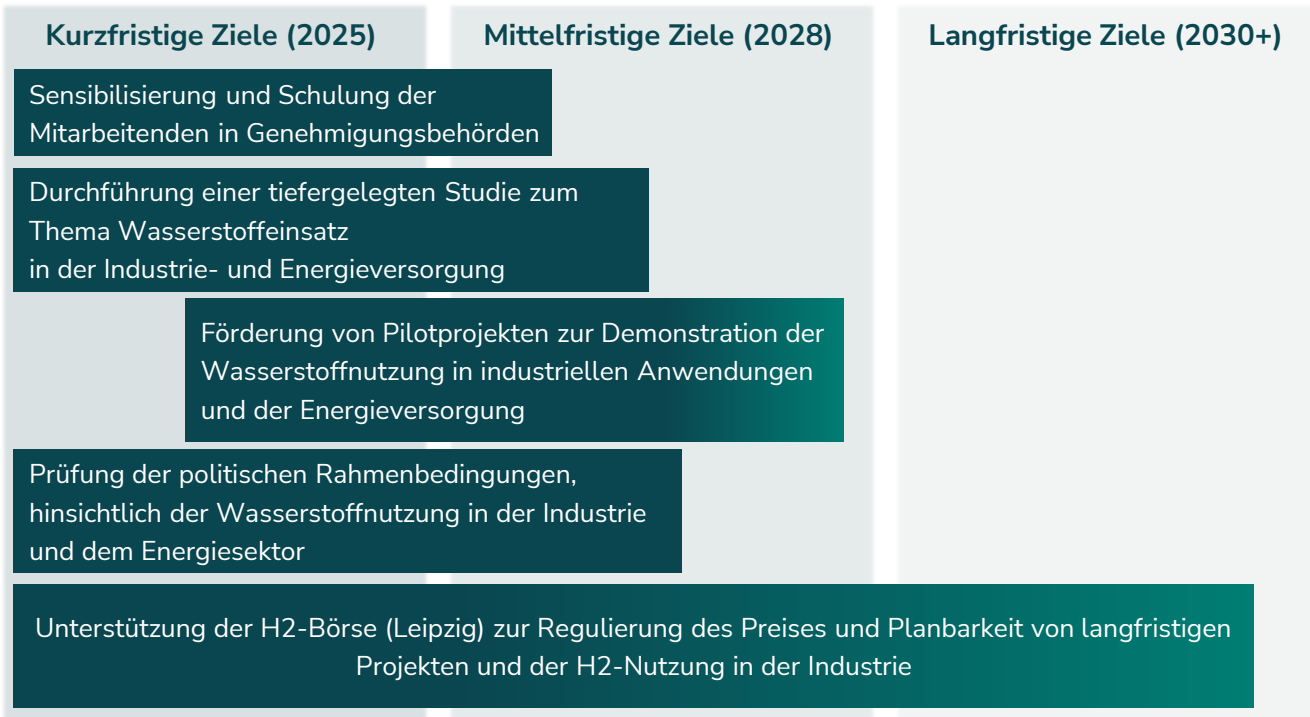 Kurzfristige Ziele (2025)
Mittelfristige Ziele (2028)
Langfristige Ziele (2030+)
Sensibilisierung und Schulung der
Mitarbeitenden in Genehmigungsbehörden
Durchführung einer tiefergelegten Studie zum
Thema Wasserstoffeinsatz
in der Industrie- und Energieversorgung
Förderung von Pilotprojekten zur Demonstration der
Wasserstoffnutzung in industriellen Anwendungen
und der Energieversorgung
Prüfung der politischen Rahmenbedingungen,
hinsichtlich der Wasserstoffnutzung in der Industrie
und dem Energiesektor
Unterstützung der H2-Börse (Leipzig) zur Regulierung des Preises und Planbarkeit von langfristigen
Projekten und der H2-Nutzung in der Industrie